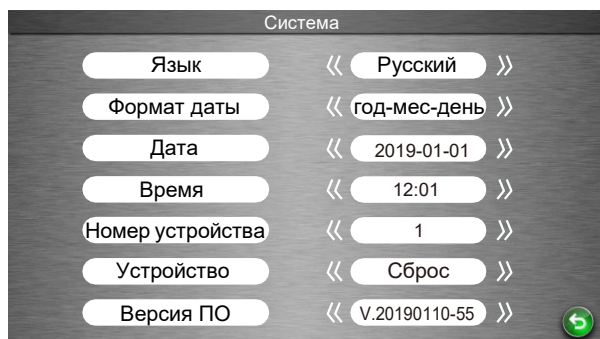 Система
Язык « Русский »
Формат даты « год-мес-день »
Дата « 2019-01-01 »
Время « 12:01 »
Номер устройства « 1 »
Устройство « Сброс »
Версия ПО « V.20190110-55 »